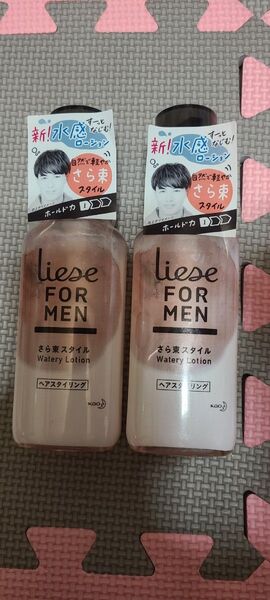 新!水感
ローション
すーっと
なじむ!
自然で軽やか
さら束
スタイル
ホールド力
Liese
FOR
MEN
さら束スタイル
Watery Lotion
ヘアスタイリング
kao
新!水感
ローション
すーっと
なじむ!
自然で軽やか
さら束
スタイル
ホールド力
Liese
FOR
MEN
さら束スタイル
Watery Lotion
ヘアスタイリング
kao